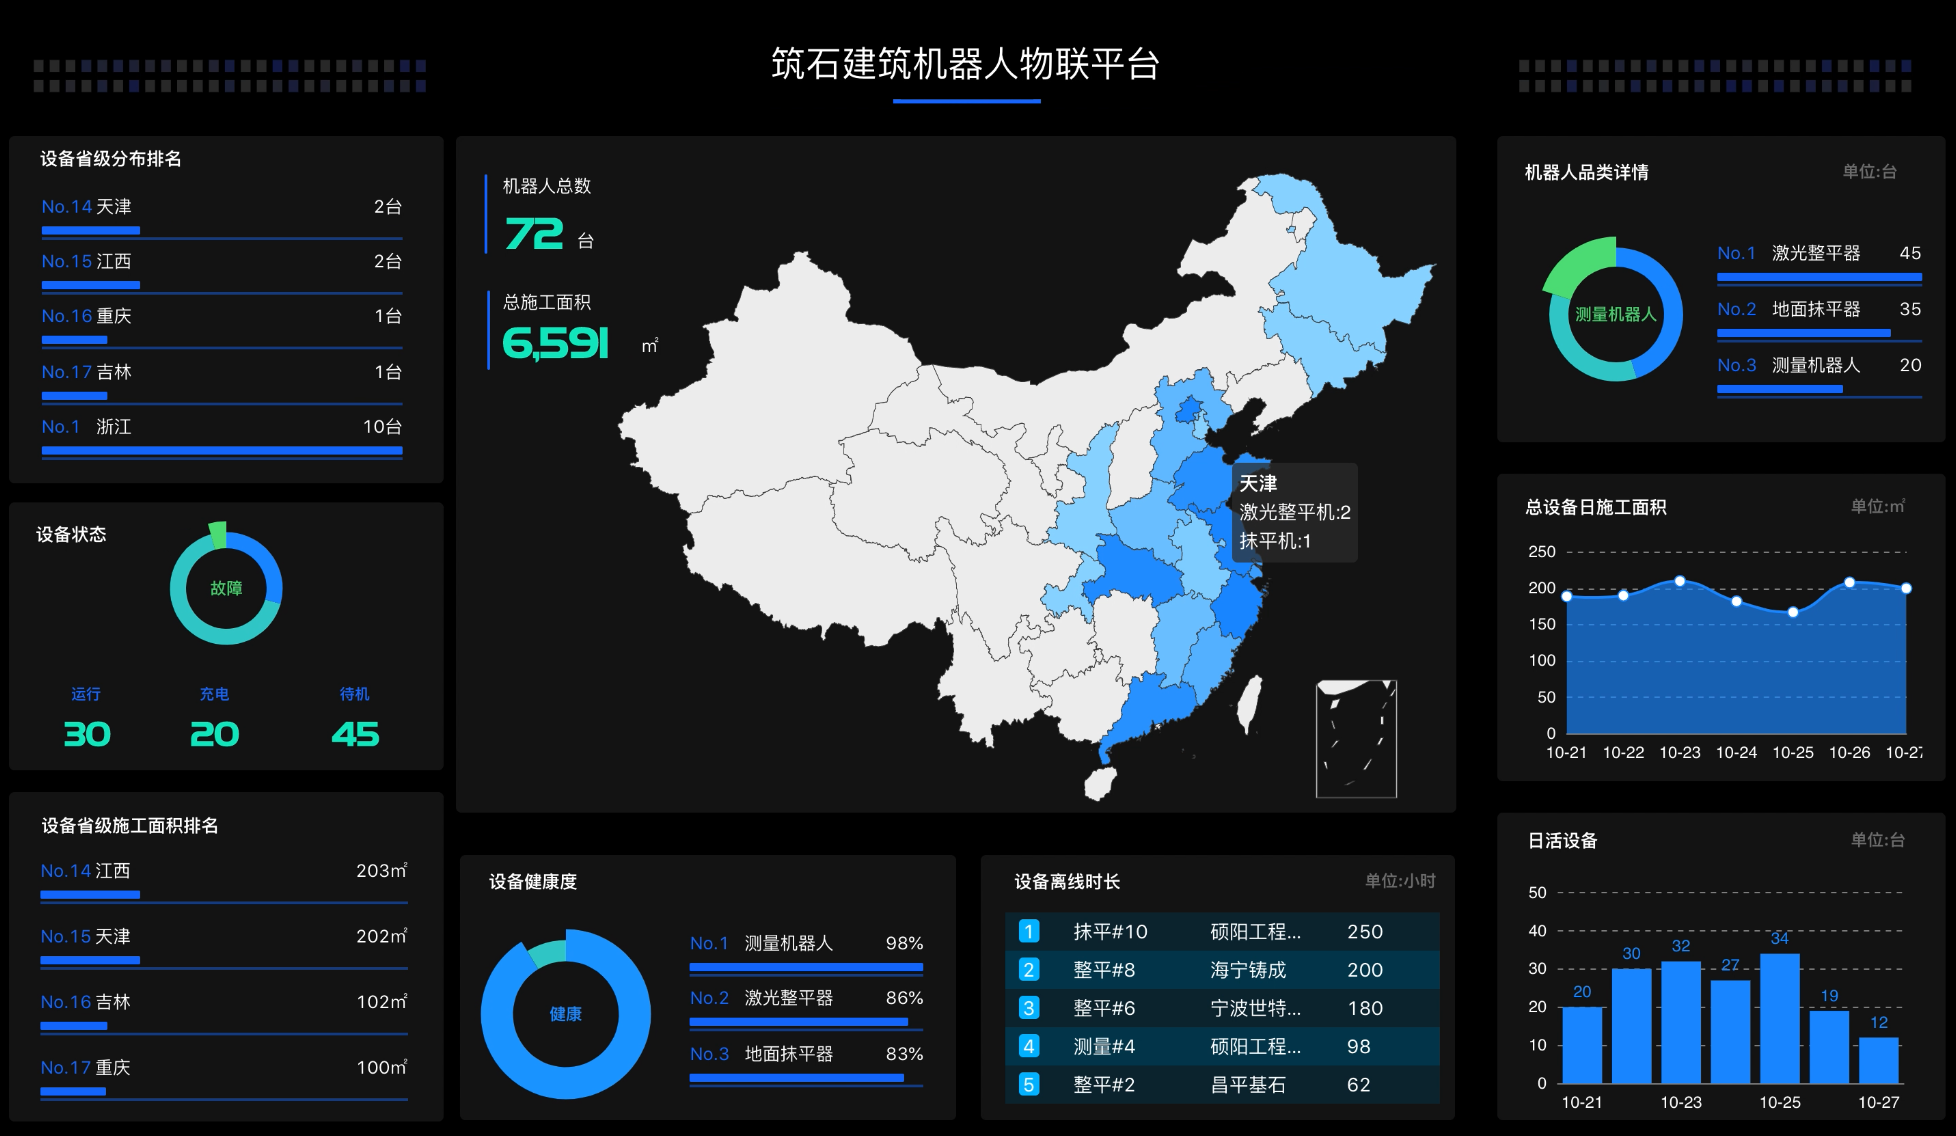 筑石建筑机器人物联平台
设备省级分布排名
No.14 天津 2台
No.15 江西 2台
No.16 重庆 1台
No.17 吉林 1台
No.1 浙江 10台
设备状态
故障
运行 充电 待机
30 20 45
设备省级施工面积排名
No.14 江西 203㎡
No.15 天津 202㎡
No.16 吉林 102㎡
No.17 重庆 100㎡
机器人总数
72 台
总施工面积
6,591 ㎡
天津
激光整平机:2
抹平机:1
设备健康度
健康
No.1 测量机器人 98%
No.2 激光整平器 86%
No.3 地面抹平器 83%
设备离线时长 单位:小时
1 抹平#10 硕阳工程... 250
2 整平#8 海宁铸成 200
3 整平#6 宁波世特... 180
4 测量#4 硕阳工程... 98
5 整平#2 昌平基石 62
机器人品类详情 单位:台
测量机器人
No.1 激光整平器 45
No.2 地面抹平器 35
No.3 测量机器人 20
总设备日施工面积 单位:㎡
250
200
150
100
50
0
10-21 10-22 10-23 10-24 10-25 10-26 10-27
日活设备 单位:台
50
40
30
20
10
0
20 30 32 27 34 19 12
10-21 10-23 10-25 10-27